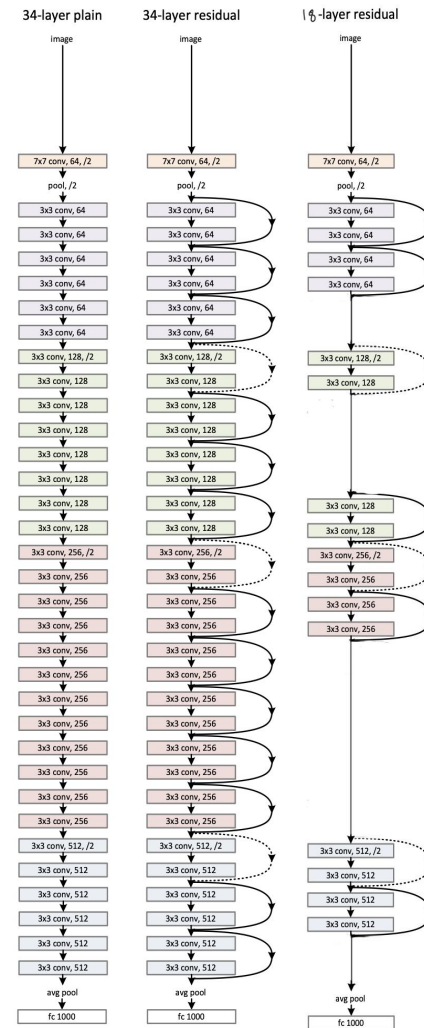 34-layer plain
image
7x7 conv, 64, /2
pool, /2
3x3 conv, 64
3x3 conv, 64
3x3 conv, 64
3x3 conv, 64
3x3 conv, 64
3x3 conv, 64
3x3 conv, 128, /2
3x3 conv, 128
3x3 conv, 128
3x3 conv, 128
3x3 conv, 128
3x3 conv, 128
3x3 conv, 128
3x3 conv, 128
3x3 conv, 256, /2
3x3 conv, 256
3x3 conv, 256
3x3 conv, 256
3x3 conv, 256
3x3 conv, 256
3x3 conv, 256
3x3 conv, 256
3x3 conv, 256
3x3 conv, 256
3x3 conv, 256
3x3 conv, 256
3x3 conv, 512, /2
3x3 conv, 512
3x3 conv, 512
3x3 conv, 512
3x3 conv, 512
3x3 conv, 512
avg pool
fc 1000
34-layer residual
image
7x7 conv, 64, /2
pool, /2
3x3 conv, 64
3x3 conv, 64
3x3 conv, 64
3x3 conv, 64
3x3 conv, 64
3x3 conv, 64
3x3 conv, 128, /2
3x3 conv, 128
3x3 conv, 128
3x3 conv, 128
3x3 conv, 128
3x3 conv, 128
3x3 conv, 128
3x3 conv, 128
3x3 conv, 256, /2
3x3 conv, 256
3x3 conv, 256
3x3 conv, 256
3x3 conv, 256
3x3 conv, 256
3x3 conv, 256
3x3 conv, 256
3x3 conv, 256
3x3 conv, 256
3x3 conv, 256
3x3 conv, 256
3x3 conv, 512, /2
3x3 conv, 512
3x3 conv, 512
3x3 conv, 512
3x3 conv, 512
3x3 conv, 512
avg pool
fc 1000
18-layer residual
image
7x7 conv, 64, /2
pool, /2
3x3 conv, 64
3x3 conv, 64
3x3 conv, 64
3x3 conv, 64
3x3 conv, 128, /2
3x3 conv, 128
3x3 conv, 128
3x3 conv, 128
3x3 conv, 256, /2
3x3 conv, 256
3x3 conv, 256
3x3 conv, 256
3x3 conv, 512, /2
3x3 conv, 512
3x3 conv, 512
3x3 conv, 512
avg pool
fc 1000